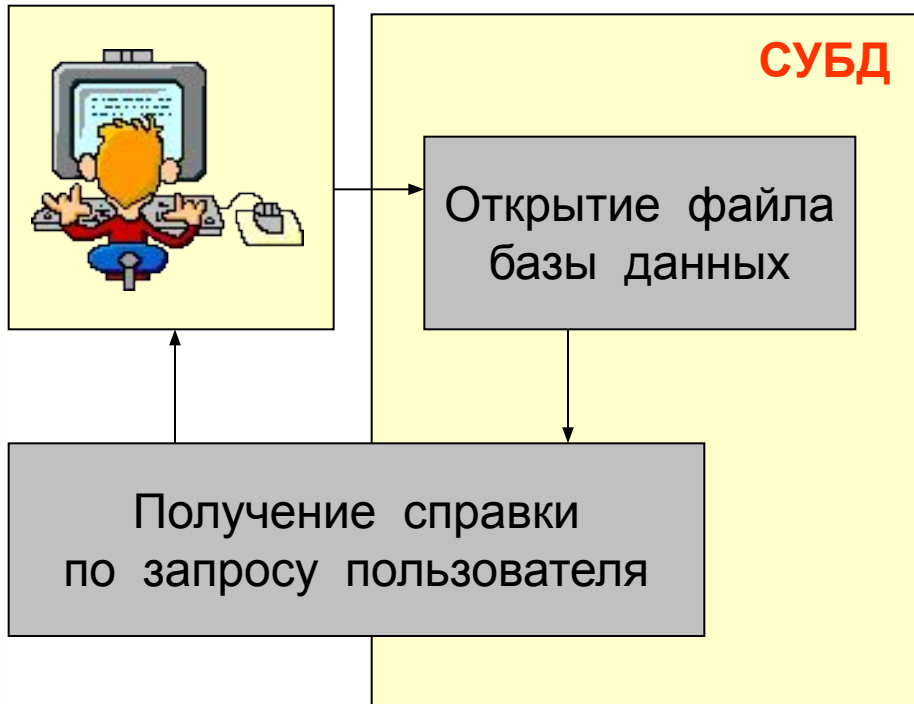 СУБД
Открытие файла
базы данных
Получение справки
по запросу пользователя